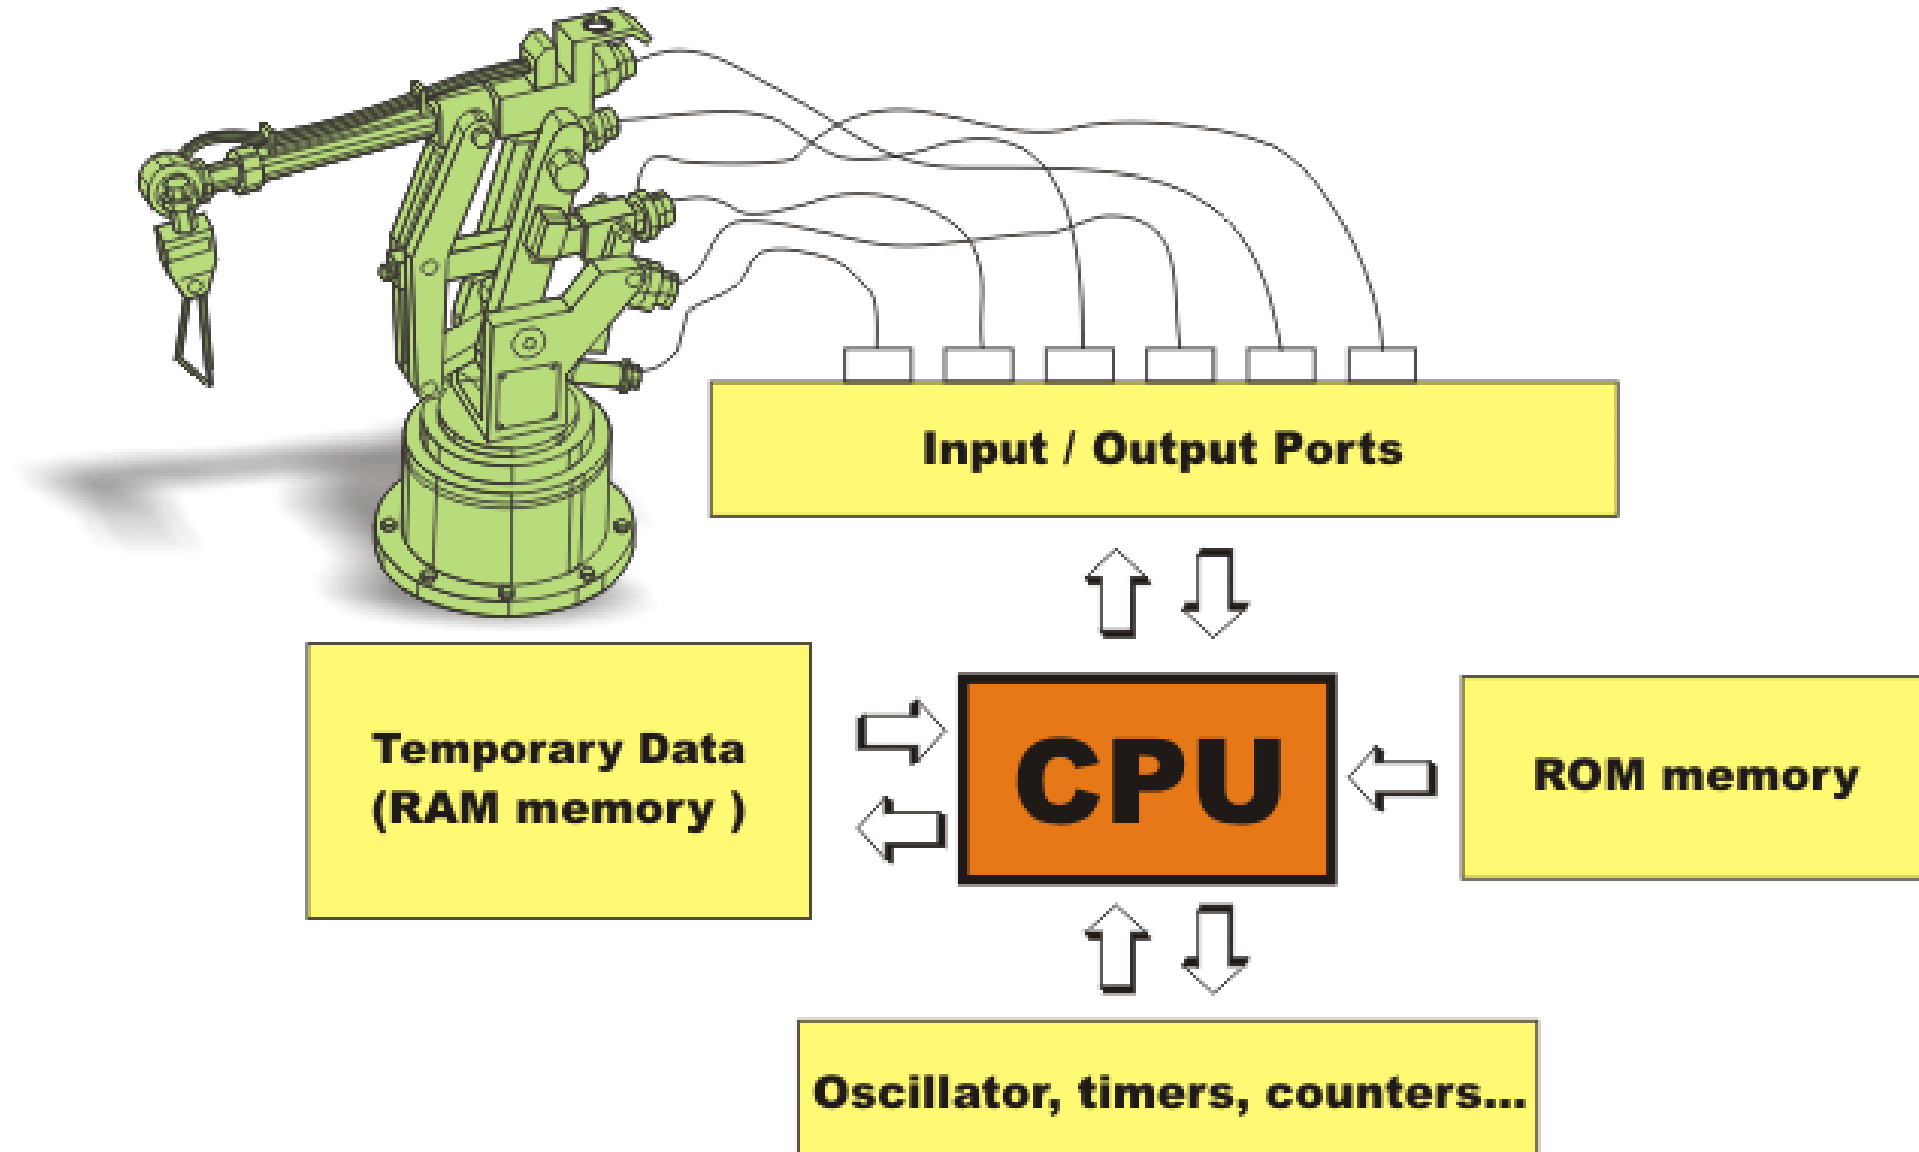 Input / Output Ports
Temporary Data
(RAM memory )
CPU
ROM memory
Oscillator, timers, counters...